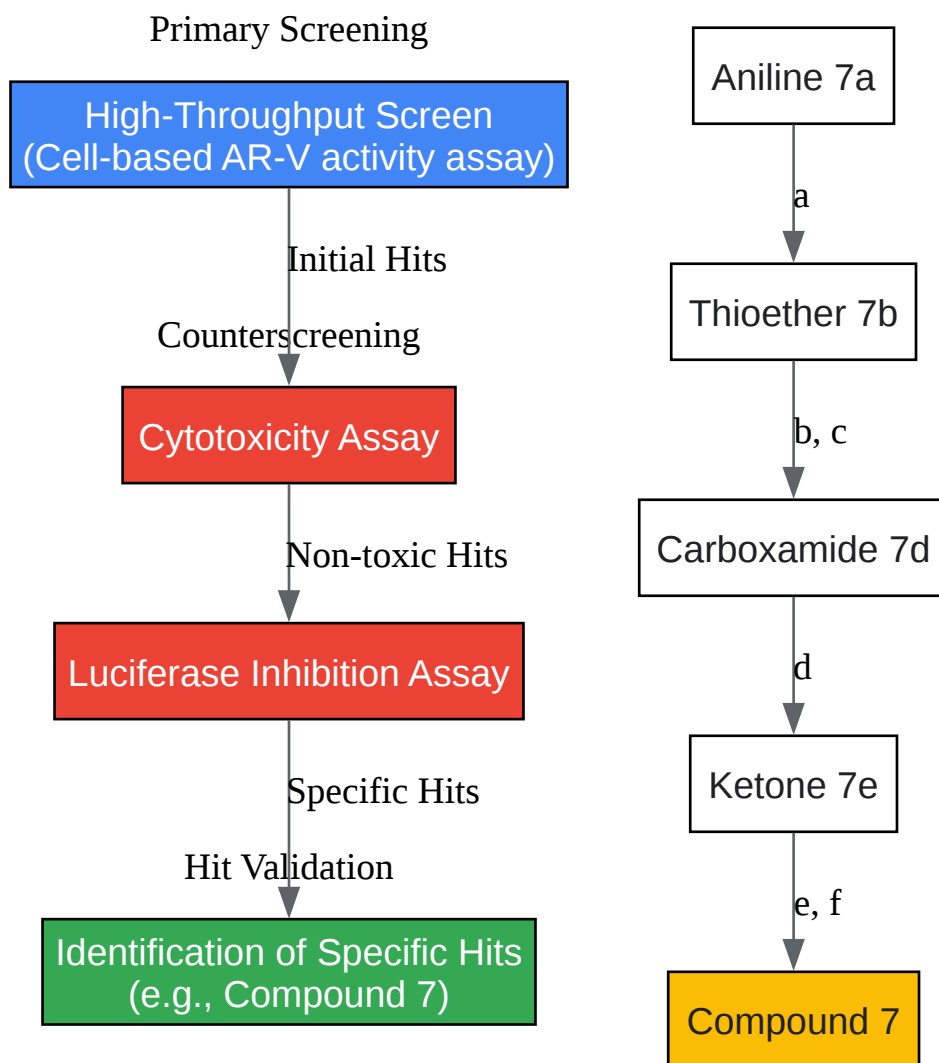 Primary Screening
High-Throughput Screen
(Cell-based AR-V activity assay)
Initial Hits
Counterscreening
Cytotoxicity Assay
Non-toxic Hits
Luciferase Inhibition Assay
Specific Hits
Hit Validation
Identification of Specific Hits
(e.g., Compound 7)
Aniline 7a
a
Thioether 7b
b, c
Carboxamide 7d
d
Ketone 7e
e, f
Compound 7